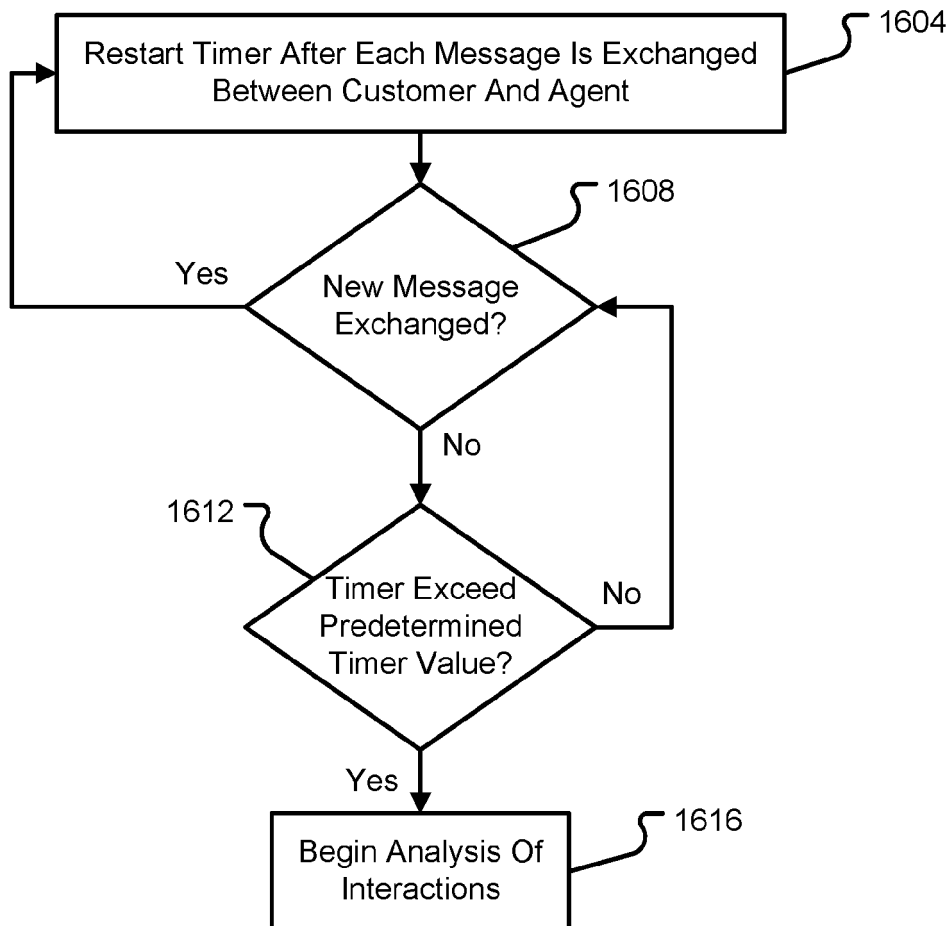 1604
Restart Timer After Each Message Is Exchanged
Between Customer And Agent
1608
Yes
New Message
Exchanged?
No
1612
Timer Exceed
Predetermined
Timer Value?
No
Yes
1616
Begin Analysis Of
Interactions